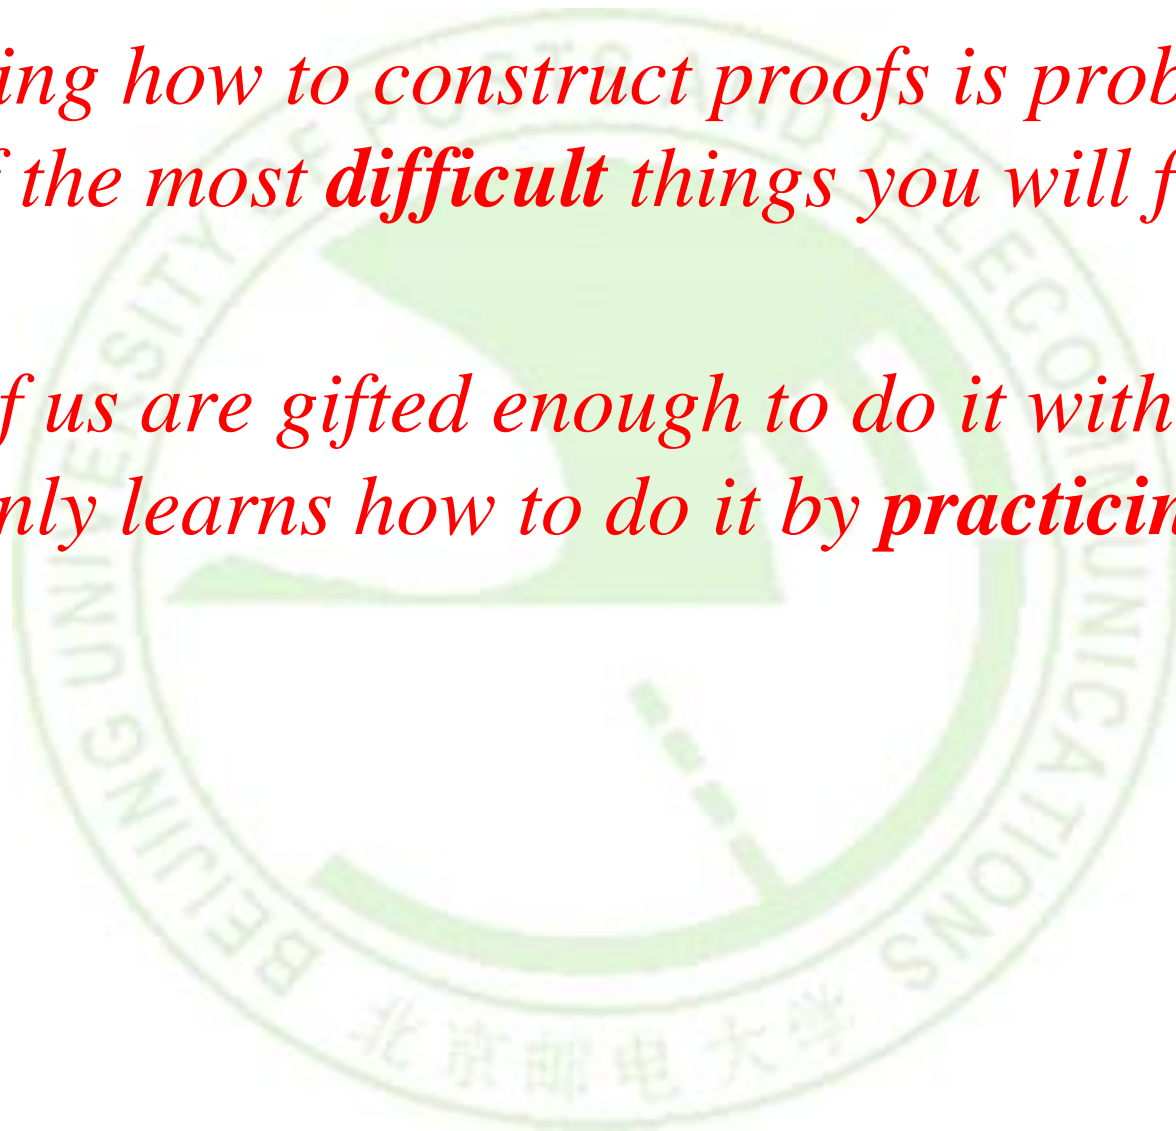 ing how to construct proofs is prob
f the most difficult things you will f
f us are gifted enough to do it with
nly learns how to do it by practicin
BEIJING UNIVERSITY OF POSTS AND TELECOMMUNICATIONS
北京邮电大学